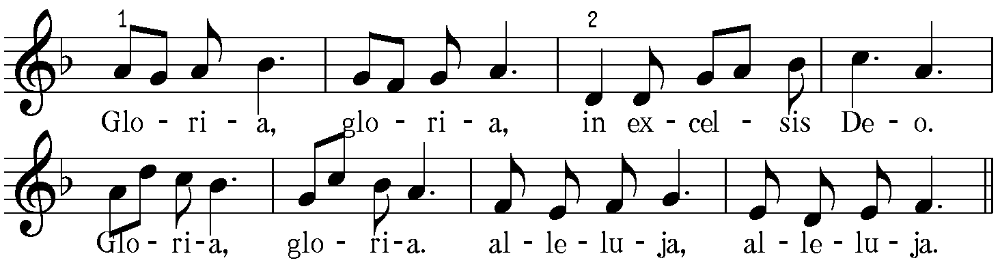 1 2
Glo - ri - a, glo - ri - a, in ex - cel - sis De - o.
Glo - ri - a, glo - ri - a. al - le - lu - ja, al - le - lu - ja.